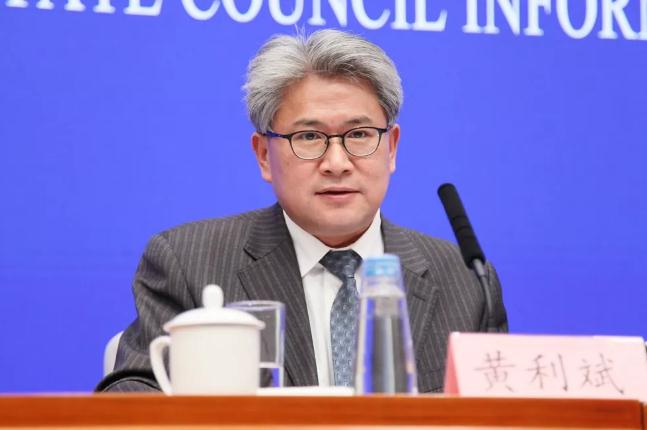 STATE COUNCIL INFOR
黄利斌